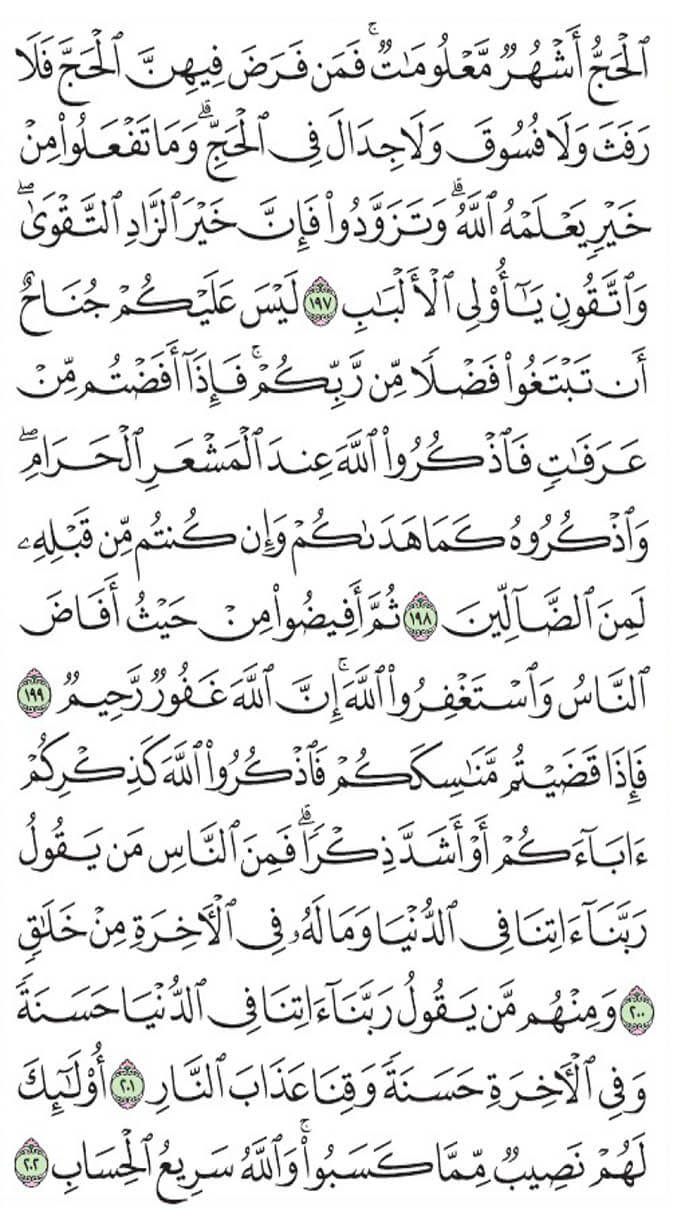 ٱلۡحَجُّ أَشۡهُرٞ مَّعۡلُومَٰتٞۚ فَمَن فَرَضَ فِيهِنَّ ٱلۡحَجَّ فَلَا
رَفَثَ وَلَا فُسُوقَ وَلَا جِدَالَ فِي ٱلۡحَجِّۗ وَمَا تَفۡعَلُواْ مِنۡ
خَيۡرٖ يَعۡلَمۡهُ ٱللَّهُۗ وَتَزَوَّدُواْ فَإِنَّ خَيۡرَ ٱلزَّادِ ٱلتَّقۡوَىٰۖ
وَٱتَّقُونِ يَٰٓأُوْلِي ٱلۡأَلۡبَٰبِ ١٩٧ لَيۡسَ عَلَيۡكُمۡ جُنَاحٌ
أَن تَبۡتَغُواْ فَضۡلٗا مِّن رَّبِّكُمۡۚ فَإِذَآ أَفَضۡتُم مِّنۡ
عَرَفَٰتٖ فَٱذۡكُرُواْ ٱللَّهَ عِندَ ٱلۡمَشۡعَرِ ٱلۡحَرَامِۖ
وَٱذۡكُرُوهُ كَمَا هَدَىٰكُمۡ وَإِن كُنتُم مِّن قَبۡلِهِۦ
لَمِنَ ٱلضَّآلِّينَ ١٩٨ ثُمَّ أَفِيضُواْ مِنۡ حَيۡثُ أَفَاضَ
ٱلنَّاسُ وَٱسۡتَغۡفِرُواْ ٱللَّهَۚ إِنَّ ٱللَّهَ غَفُورٞ رَّحِيمٞ ١٩٩
فَإِذَا قَضَيۡتُم مَّنَٰسِكَكُمۡ فَٱذۡكُرُواْ ٱللَّهَ كَذِكۡرِكُمۡ
ءَابَآءَكُمۡ أَوۡ أَشَدَّ ذِكۡرٗاۗ فَمِنَ ٱلنَّاسِ مَن يَقُولُ
رَبَّنَآ ءَاتِنَا فِي ٱلدُّنۡيَا وَمَا لَهُۥ فِي ٱلۡأٓخِرَةِ مِنۡ خَلَٰقٖ
٢٠٠ وَمِنۡهُم مَّن يَقُولُ رَبَّنَآ ءَاتِنَا فِي ٱلدُّنۡيَا حَسَنَةٗ
وَفِي ٱلۡأٓخِرَةِ حَسَنَةٗ وَقِنَا عَذَابَ ٱلنَّارِ ٢٠١ أُوْلَٰٓئِكَ
لَهُمۡ نَصِيبٞ مِّمَّا كَسَبُواْۚ وَٱللَّهُ سَرِيعُ ٱلۡحِسَابِ ٢٠٢